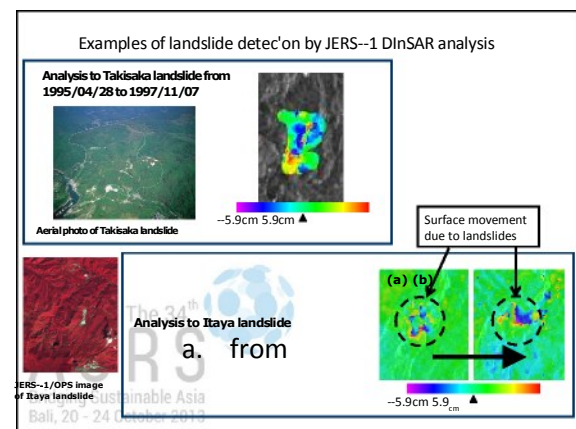 Examples of landslide detec'on by JERS--1 DInSAR analysis
Analysis to Takisaka landslide from
1995/04/28 to 1997/11/07
Aerial photo of Takisaka landslide
--5.9cm 5.9cm
Surface movement
due to landslides
(a) (b)
The 34th
Analysis to Itaya landslide
a. from
JERS--1/OPS image
of Itaya landslide
--5.9cm 5.9cm
Sustainable Asia
Bali, 20 - 24 October 2013